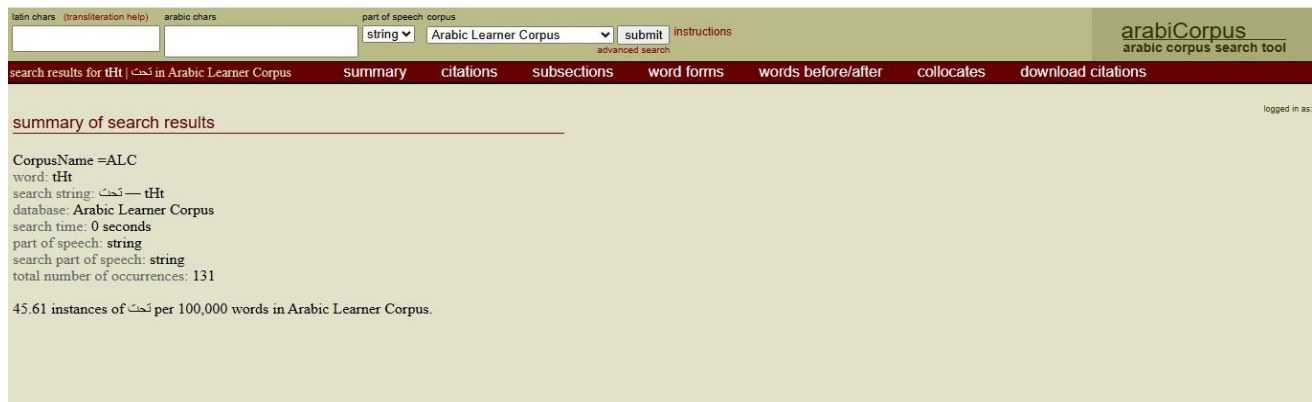 latin chars (transliteration help) arabic chars part of speech corpus
string Arabic Learner Corpus submit instructions
advanced search
arabiCorpus
arabic corpus search tool
search results for tHt | تحت in Arabic Learner Corpus summary citations subsections word forms words before/after collocates download citations
logged in as:
summary of search results
CorpusName =ALC
word: tHt
search string: تحت — tHt
database: Arabic Learner Corpus
search time: 0 seconds
part of speech: string
search part of speech: string
total number of occurrences: 131
45.61 instances of تحت per 100,000 words in Arabic Learner Corpus.